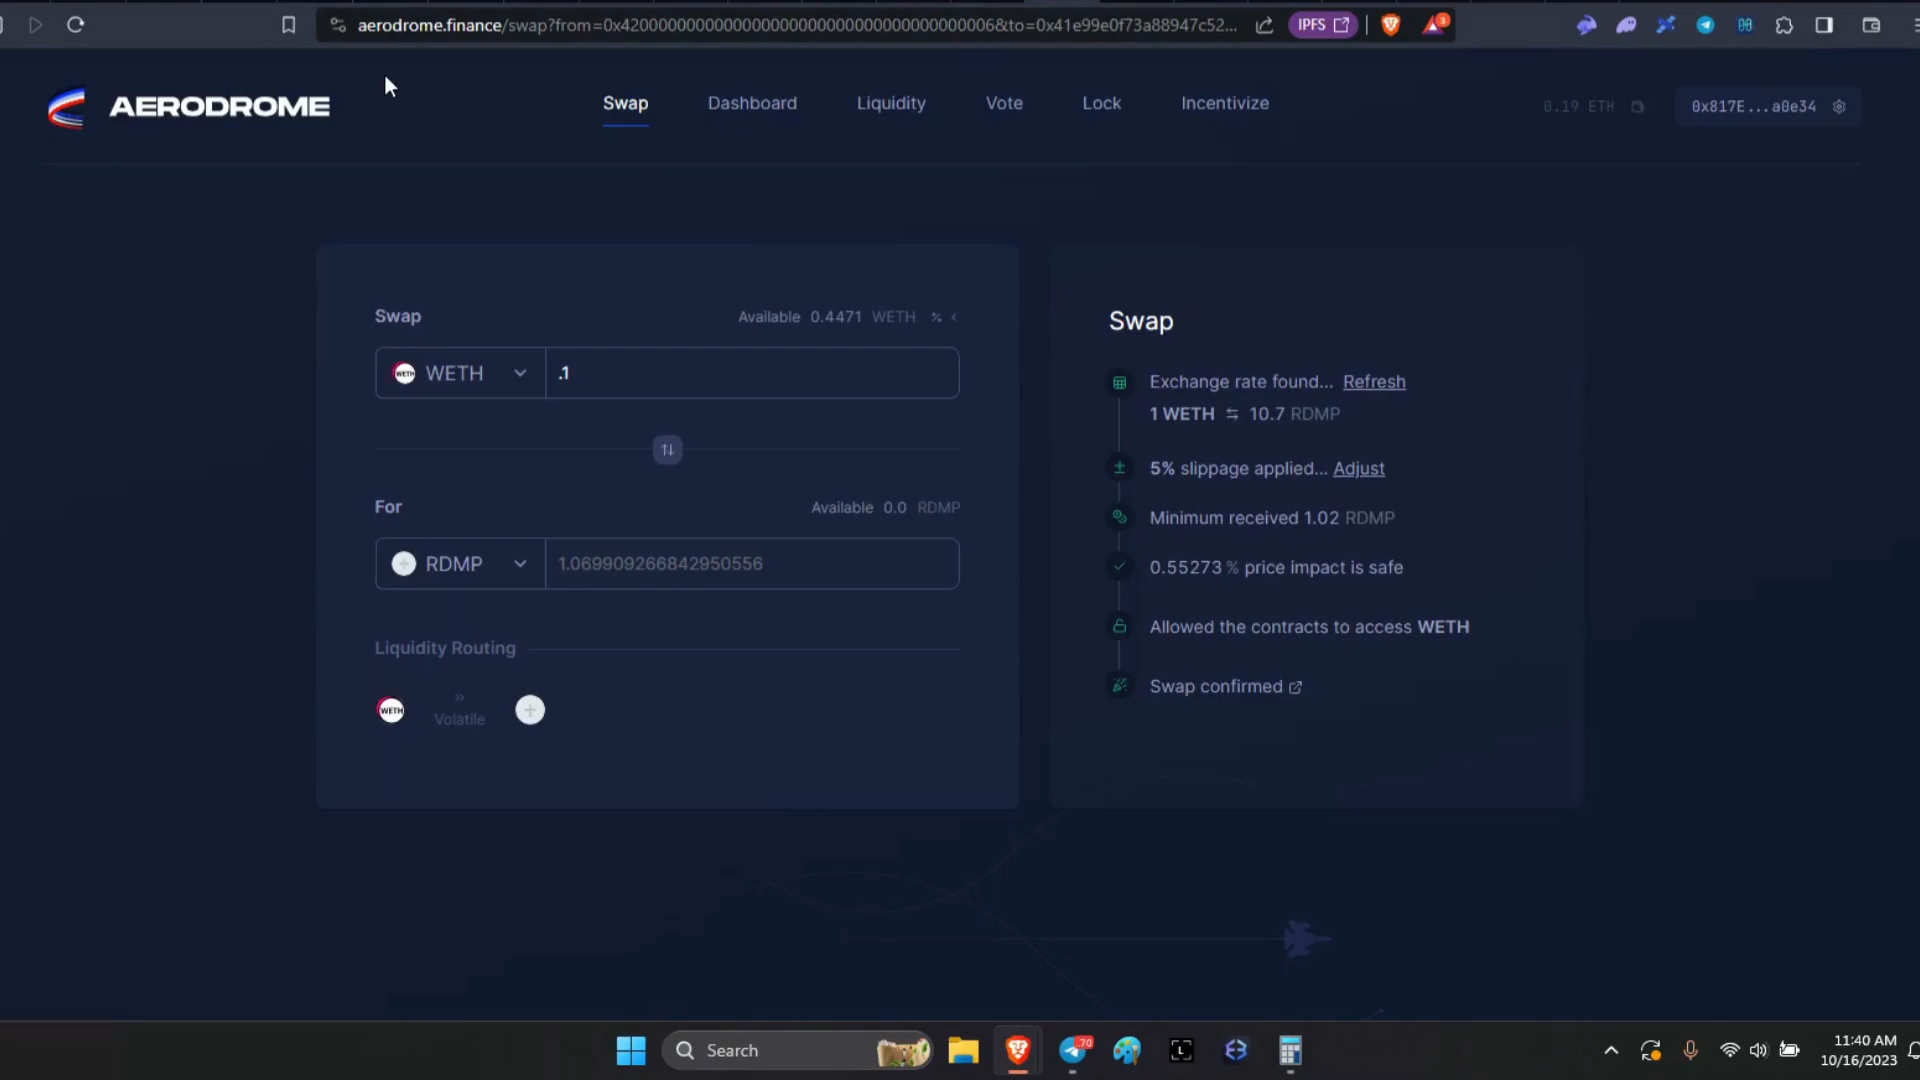 aerodrome.finance/swap?from=0x4200000000000000000000000000000000000006&to=0x41e99e0f73a88947c52...
IPFS
3
AERODROME
Swap
Dashboard
Liquidity
Vote
Lock
Incentivize
0.19 ETH
0x817E...a0e34
Swap
Available 0.4471 WETH % <
WETH
WETH
.1
For
Available 0.0 RDMP
RDMP
1.069909266842950556
Liquidity Routing
WETH
»
Volatile
Swap
Exchange rate found... Refresh
1 WETH ⇆ 10.7 RDMP
5% slippage applied... Adjust
Minimum received 1.02 RDMP
0.55273 % price impact is safe
Allowed the contracts to access WETH
Swap confirmed
Search
70
11:40 AM
10/16/2023